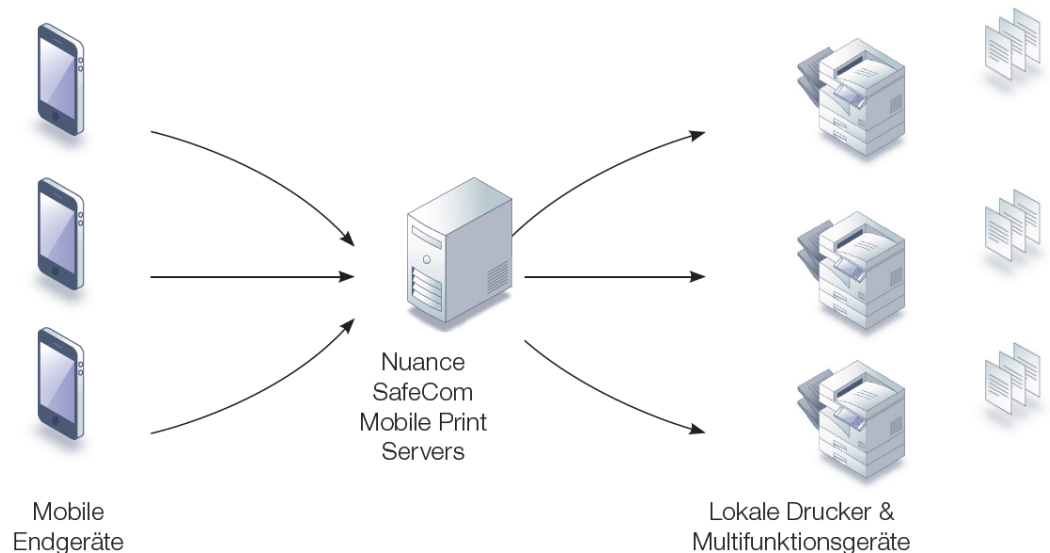 Nuance
SafeCom
Mobile Print
Servers
Mobile
Endgeräte
Lokale Drucker &
Multifunktionsgeräte